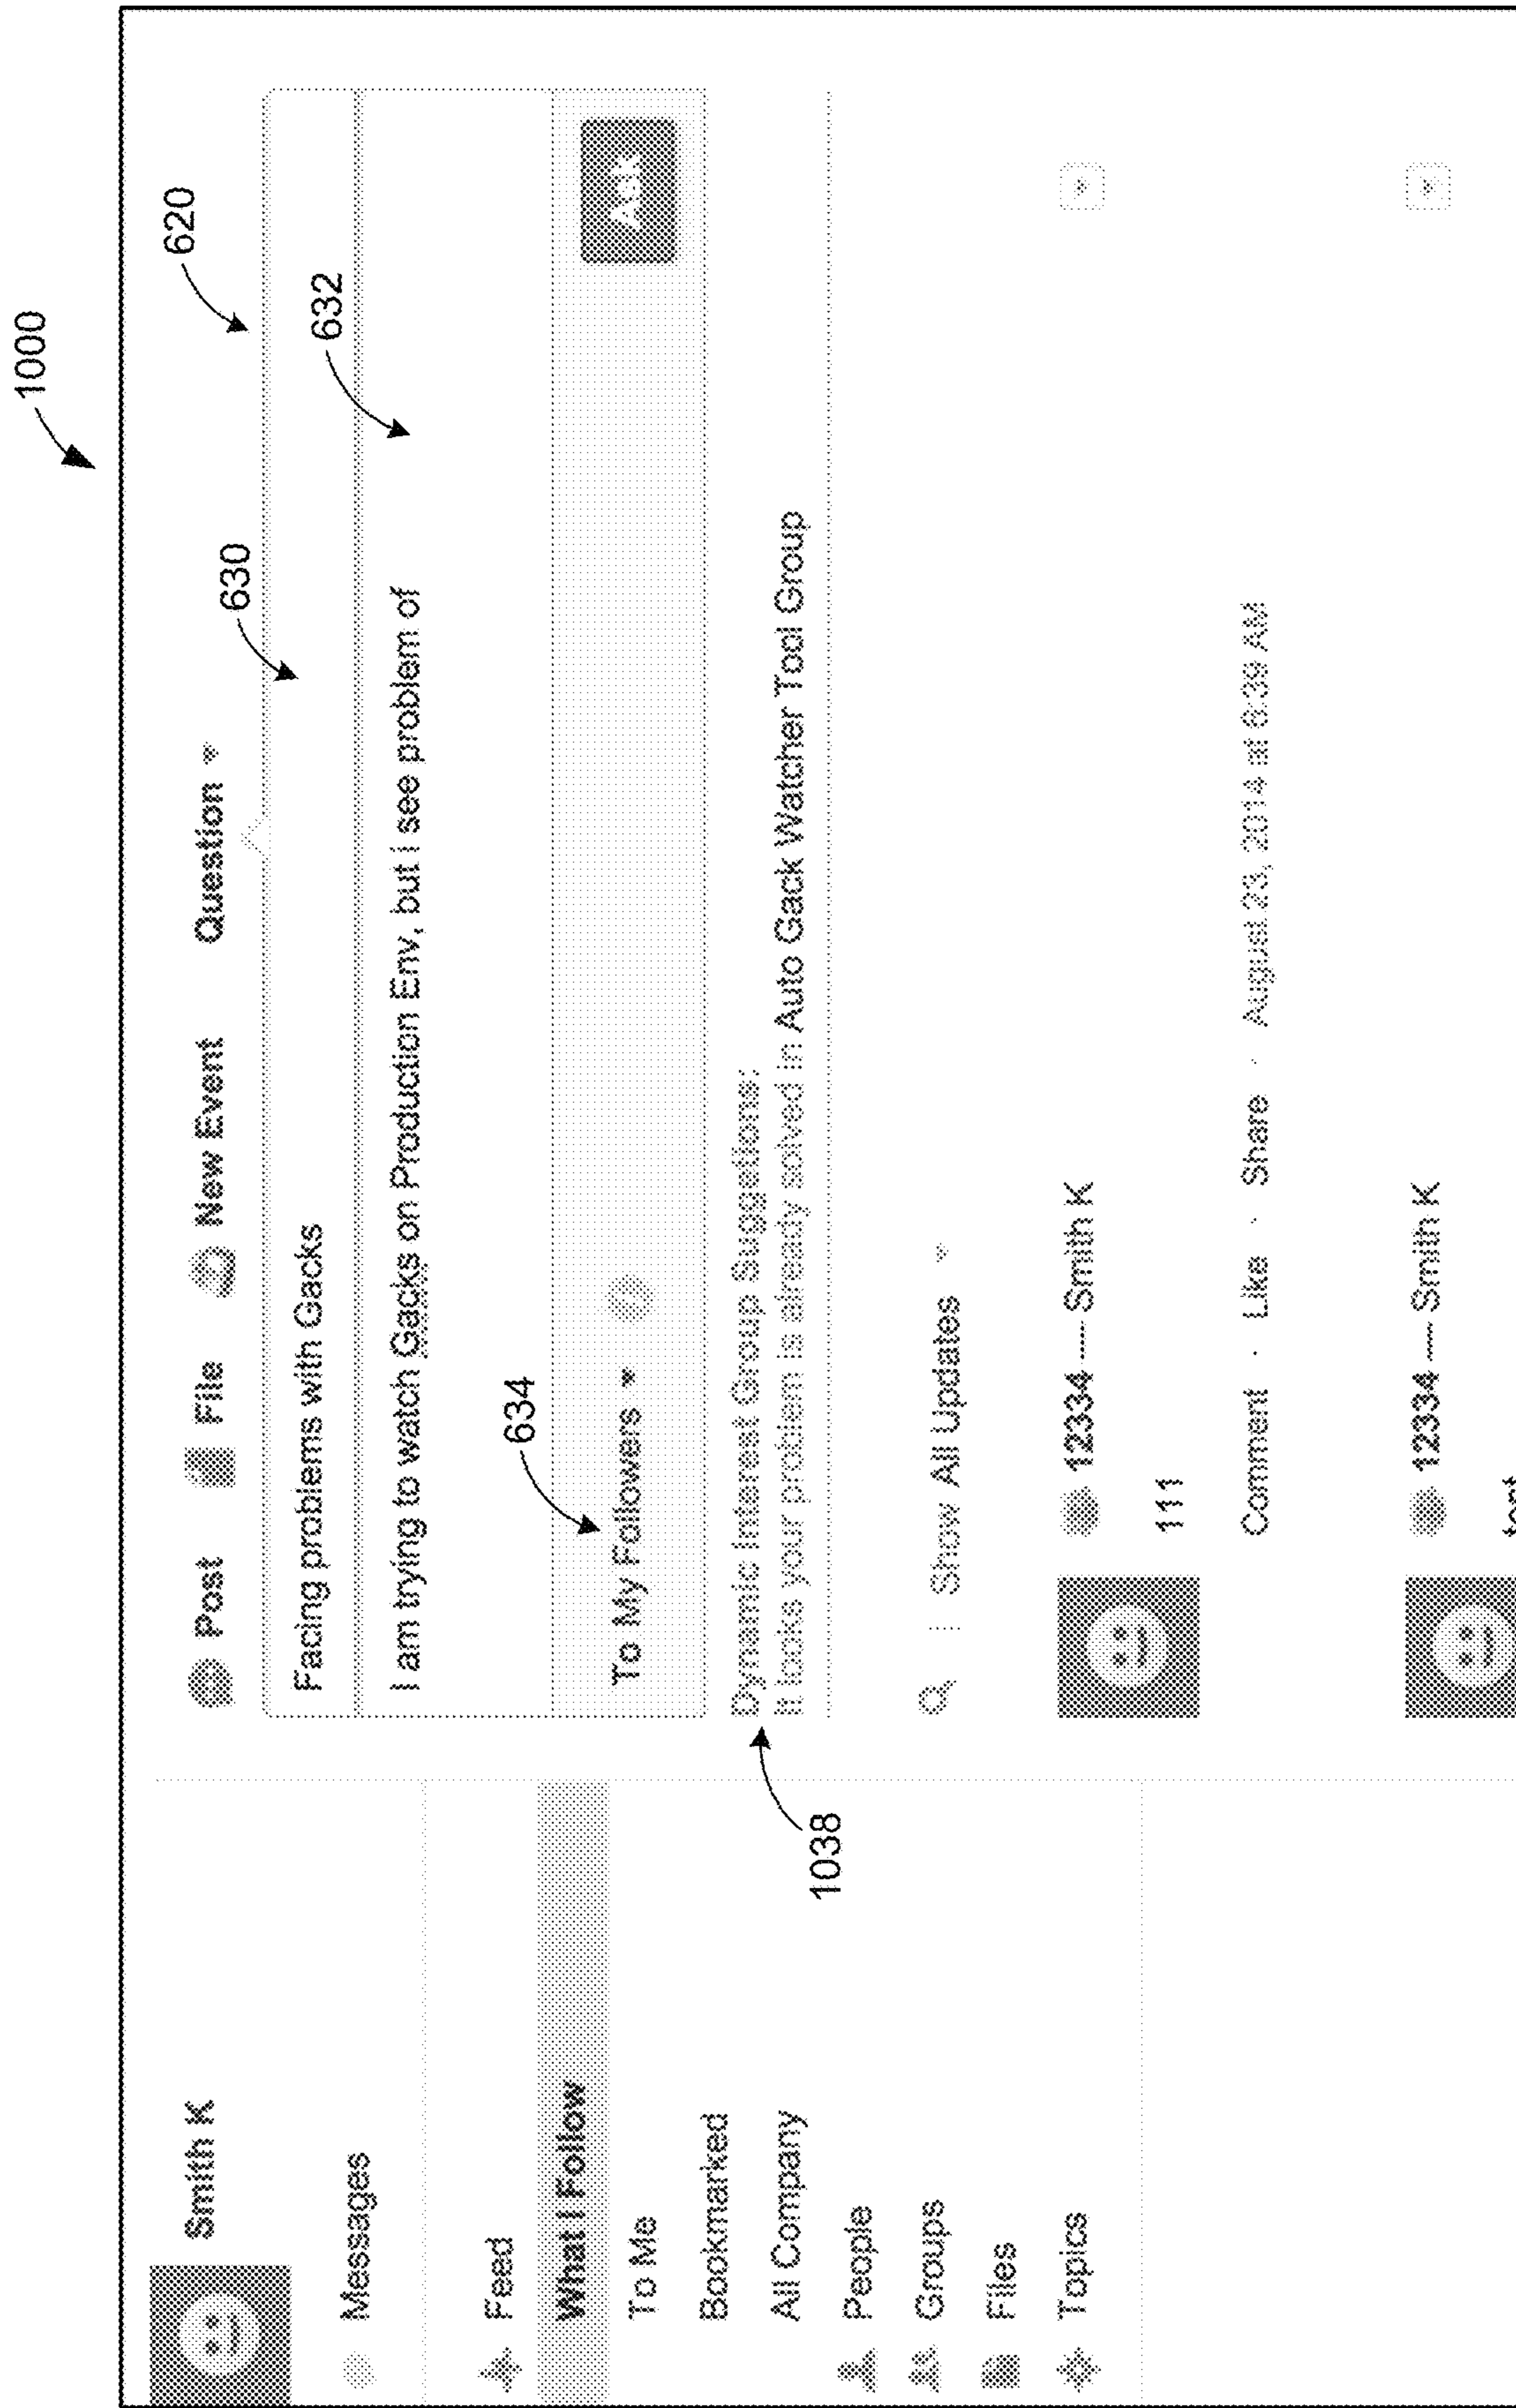 1000
Smith K
Messages
Feed
What I Follow
To Me
Bookmarked
All Company
People
Groups
Files
Topics
Post File New Event Question
620
630
Facing problems with Gacks
632
I am trying to watch Gacks on Production Env, but i see problem of
634
To My Followers
Ask
1038
Dynamic Interest Group Suggetions:
It looks your problem is already solved in Auto Gack Watcher Tool Group
Show All Updates
12334 — Smith K
111
Comment · Like · Share · August 23, 2014 at 6:39 AM
12334 — Smith K